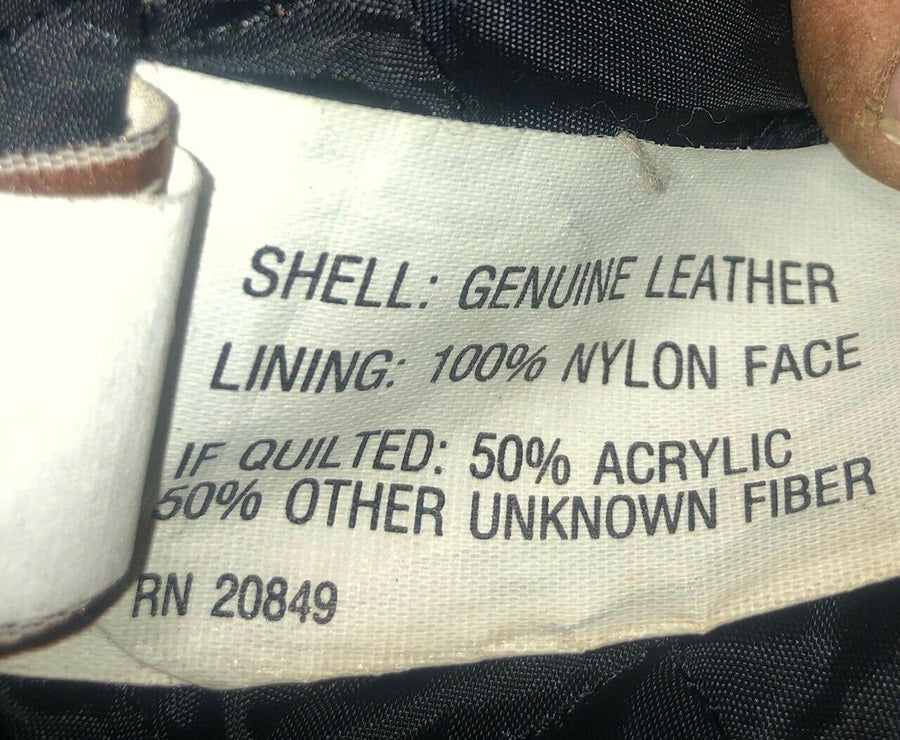 SHELL: GENUINE LEATHER
LINING: 100% NYLON FACE
IF QUILTED: 50% ACRYLIC
50% OTHER UNKNOWN FIBER
RN 20849